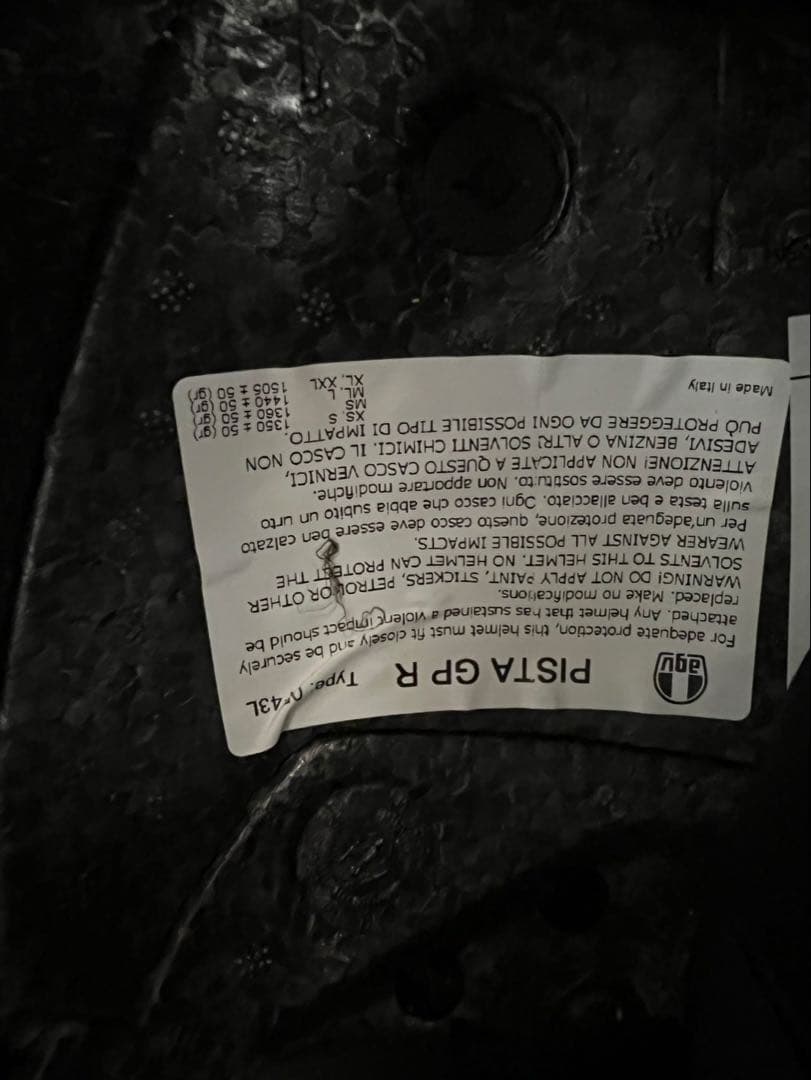 agv
PISTA GP R Type. n°43L
For adequate protection, this helmet must fit closely and be securely
attached. Any helmet that has sustained a violent impact should be
replaced. Make no modifications.
WARNING! DO NOT APPLY PAINT, STICKERS, PETROL OR OTHER
SOLVENTS TO THIS HELMET. NO HELMET CAN PROTECT THE
WEARER AGAINST ALL POSSIBLE IMPACTS.
Per un'adeguata protezione, questo casco deve essere ben calzato
sulla testa e ben allacciato. Ogni casco che abbia subito un urto
violento deve essere sostituito. Non apportare modifiche.
ATTENZIONE! NON APPLICATE A QUESTO CASCO VERNICI,
ADESIVI, BENZINA O ALTRI SOLVENTI CHIMICI. IL CASCO NON
PUÒ PROTEGGERE DA OGNI POSSIBILE TIPO DI IMPATTO.
XS. S 1350 ± 50 (gr)
MS 1360 ± 50 (gr)
ML. L 1440 ± 50 (gr)
XL. XXL 1505 ± 50 (gr)
Made in Italy